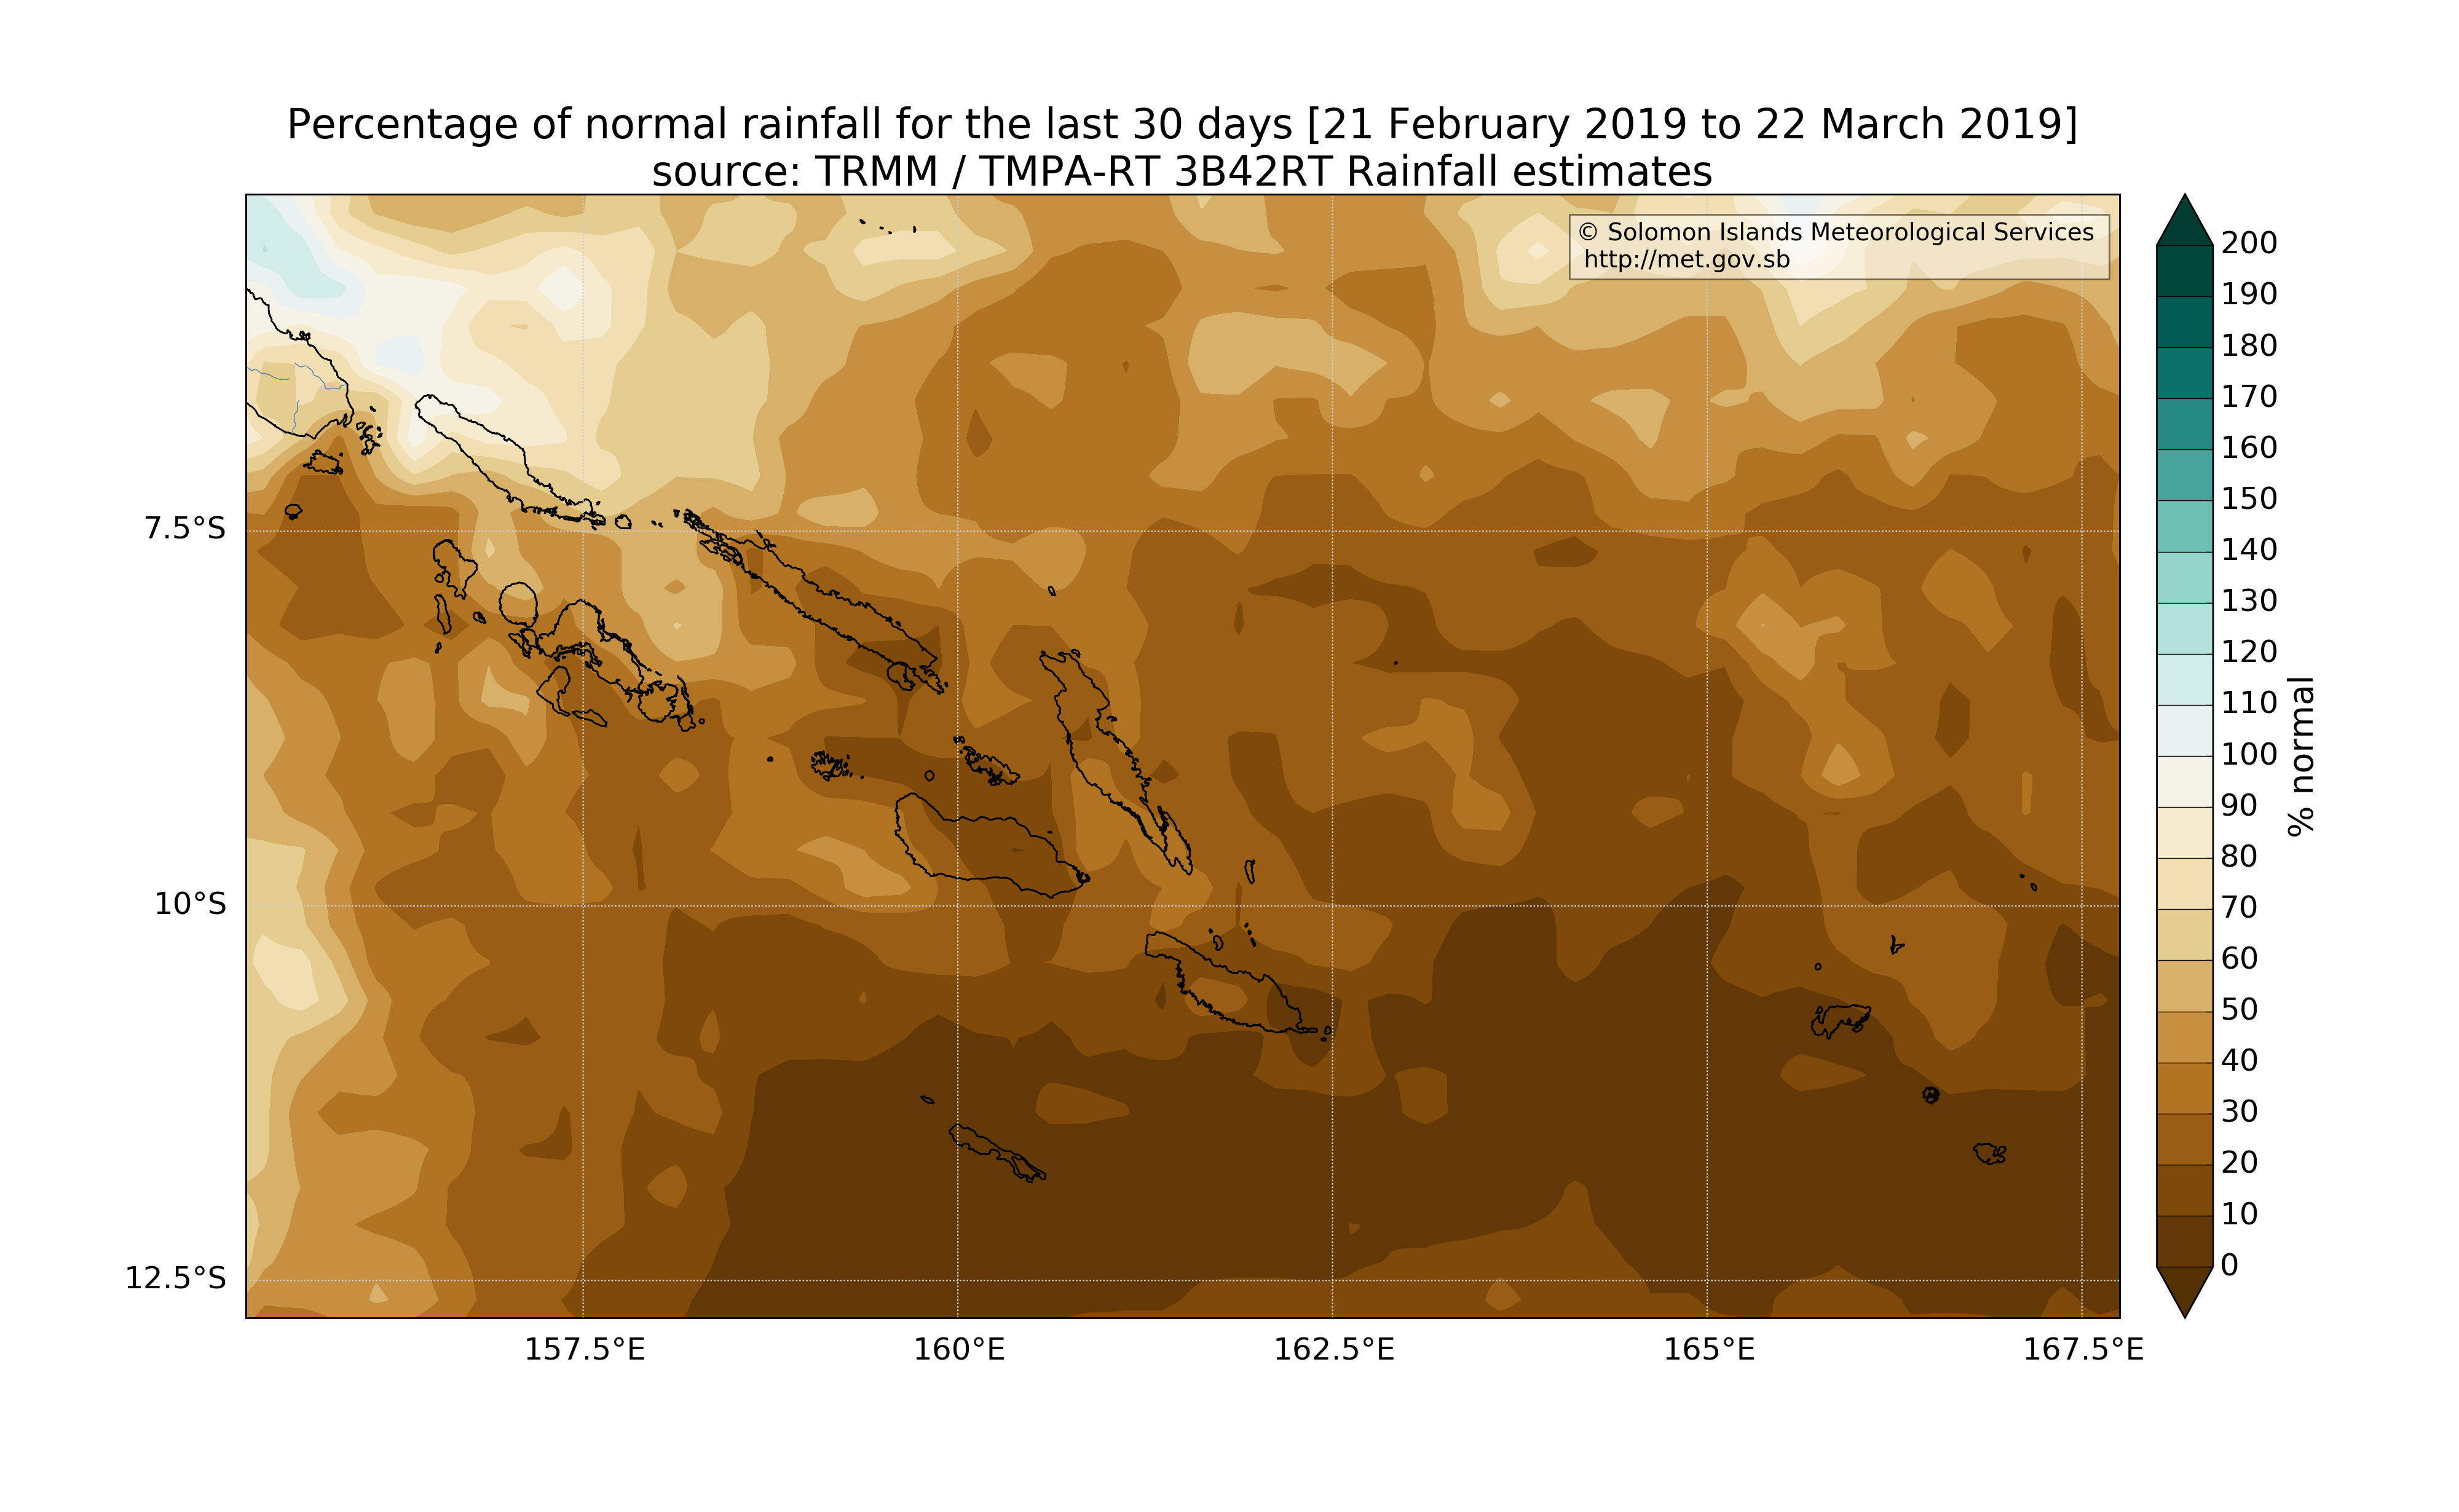 Percentage of normal rainfall for the last 30 days [21 February 2019 to 22 March 2019]
source: TRMM / TMPA-RT 3B42RT Rainfall estimates
© Solomon Islands Meteorological Services
http://met.gov.sb
7.5°S
10°S
12.5°S
157.5°E
160°E
162.5°E
165°E
167.5°E
200
190
180
170
160
150
140
130
120
110
100
90
80
70
60
50
40
30
20
10
0
% normal